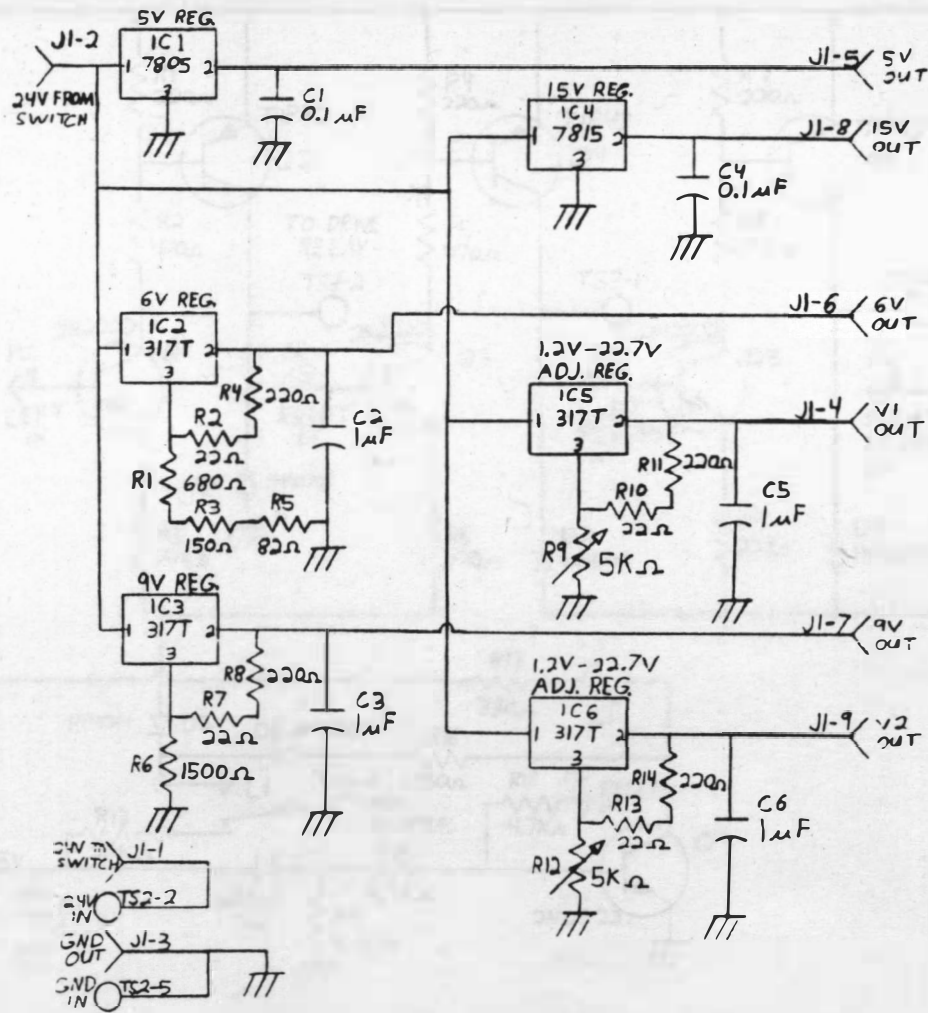 5V REG.
J1-2
1 IC1 2
7805
3
24V FROM
SWITCH
C1
0.1µF
J1-5
5V
OUT
15V REG.
IC4
1 7815 2
3
J1-8
15V
OUT
C4
0.1µF
6V REG.
IC2
1 317T 2
3
R4
220Ω
R2
22Ω
C2
1µF
R1
680Ω
R3
150Ω
R5
82Ω
J1-6
6V
OUT
1.2V-22.7V
ADJ. REG.
IC5
1 317T 2
3
J1-4
V1
OUT
R11
220Ω
R10
22Ω
C5
1µF
R9
5KΩ
9V REG.
IC3
1 317T 2
3
R8
220Ω
R7
22Ω
C3
1µF
R6
1500Ω
J1-7
9V
OUT
1.2V-22.7V
ADJ. REG.
IC6
1 317T 2
3
J1-9
V2
OUT
R14
220Ω
R13
22Ω
C6
1µF
R12
5KΩ
24V TO
SWITCH
J1-1
24V
IN
TS2-2
GND
OUT
J1-3
GND
IN
TS2-5